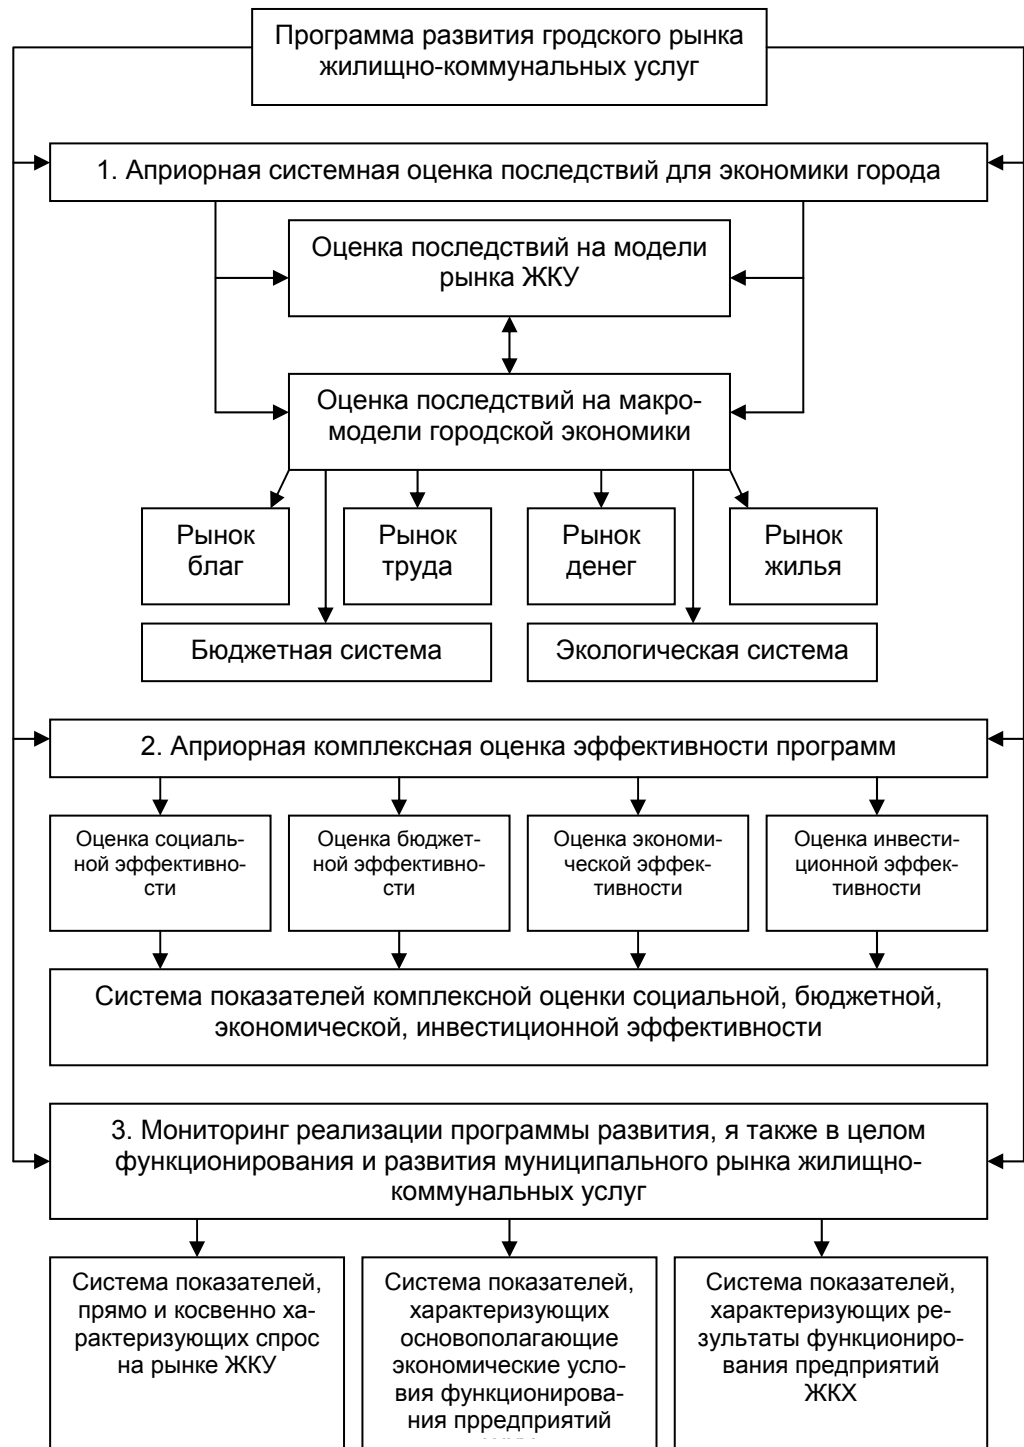 Программа развития гродского рынка
жилищно-коммунальных услуг
1. Априорная системная оценка последствий для экономики города
Оценка последствий на модели
рынка ЖКУ
Оценка последствий на макро-
модели городской экономики
Рынок
благ
Рынок
труда
Рынок
денег
Рынок
жилья
Бюджетная система
Экологическая система
2. Априорная комплексная оценка эффективности программ
Оценка социаль-
ной эффективно-
сти
Оценка бюджет-
ной эффективно-
сти
Оценка экономи-
ческой эффек-
тивности
Оценка инвести-
ционной эффек-
тивности
Система показателей комплексной оценки социальной, бюджетной,
экономической, инвестиционной эффективности
3. Мониторинг реализации программы развития, я также в целом
функционирования и развития муниципального рынка жилищно-
коммунальных услуг
Система показателей,
прямо и косвенно ха-
рактеризующих спрос
на рынке ЖКУ
Система показателей,
характеризующих
основополагающие
экономические усло-
вия функционирова-
ния прредприятий
Система показателей,
характеризующих ре-
зультаты функциониро-
вания предприятий
ЖКХ